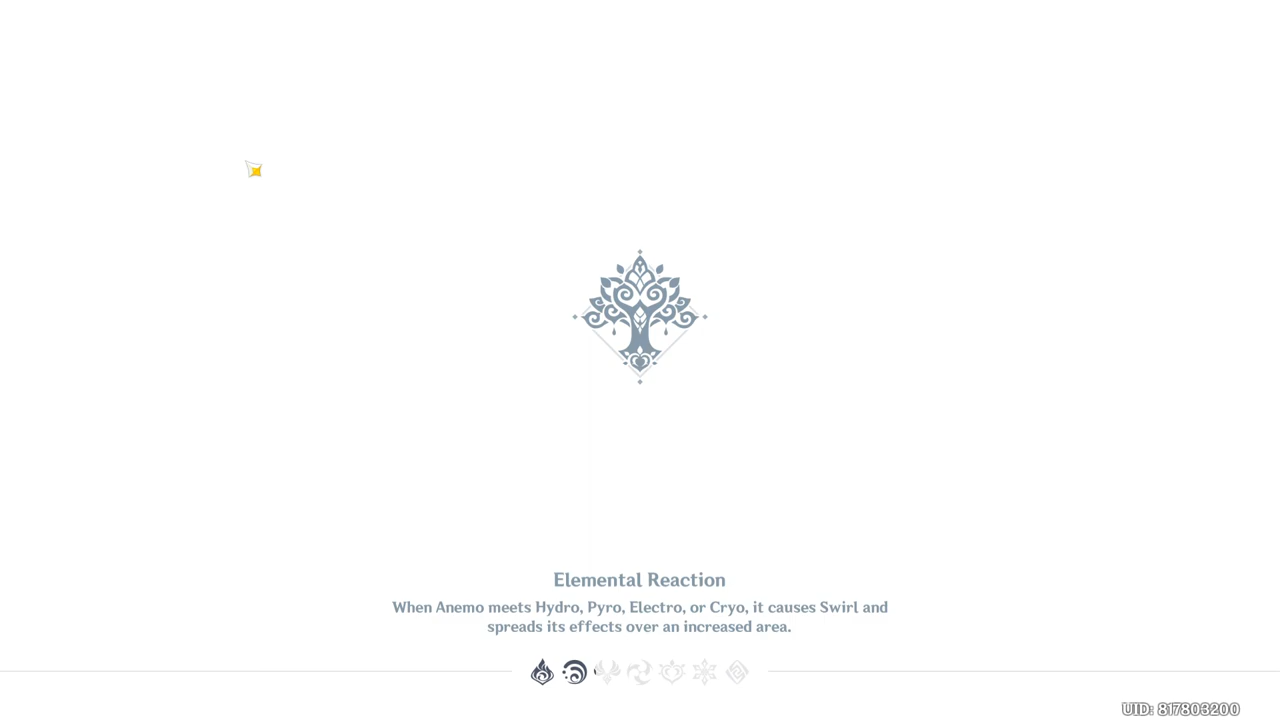 Elemental Reaction
When Anemo meets Hydro, Pyro, Electro, or Cryo, it causes Swirl and
spreads its effects over an increased area.
UID: 817803200